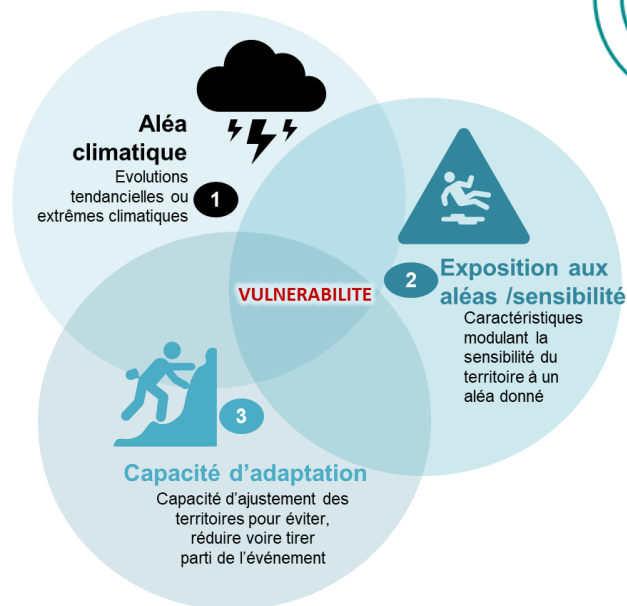 Aléa
climatique
Evolutions
tendancielles ou
extrêmes climatiques
1
2
Exposition aux
aléas /sensibilité
Caractéristiques
modulant la
sensibilité du
territoire à un
aléa donné
VULNERABILITE
3
Capacité d’adaptation
Capacité d’ajustement des
territoires pour éviter,
réduire voire tirer
parti de l’événement